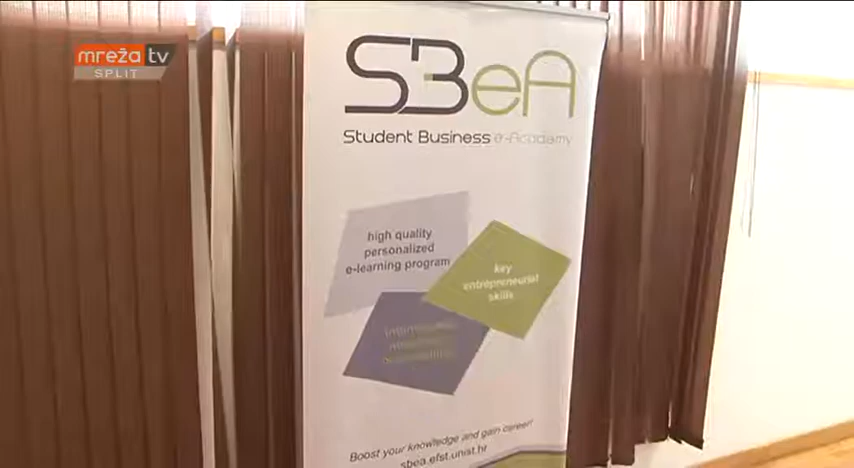 mreža tv
SPLIT
SBeA
Student Business e-Academy
high quality
personalized
e-learning program
key
entrepreneurial
skills
Boost your knowledge and gain career!
sbea.efst.unist.hr